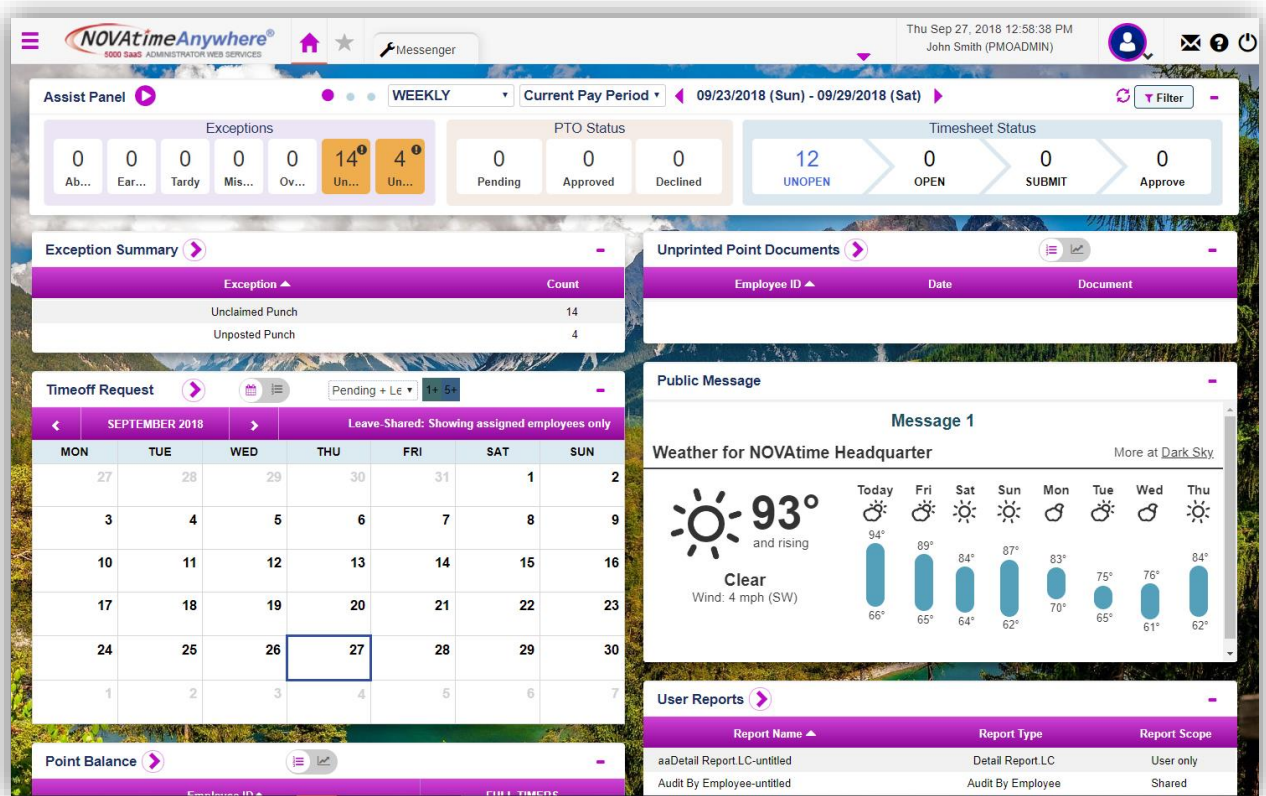 NOVAtimeAnywhere®
5000 SaaS ADMINISTRATOR WEB SERVICES
Messenger
Thu Sep 27, 2018 12:58:38 PM
John Smith (PMOADMIN)
Assist Panel
WEEKLY
Current Pay Period
09/23/2018 (Sun) - 09/29/2018 (Sat)
Filter
Exceptions
0 0 0 0 0 14 4
Ab... Ear... Tardy Mis... Ov... Un... Un...
PTO Status
0 0 0
Pending Approved Declined
Timesheet Status
12 0 0 0
UNOPEN OPEN SUBMIT Approve
Exception Summary
Exception Count
Unclaimed Punch 14
Unposted Punch 4
Unprinted Point Documents
Employee ID Date Document
Timeoff Request
Pending + Le
1+ 5+
SEPTEMBER 2018
Leave-Shared: Showing assigned employees only
MON TUE WED THU FRI SAT SUN
27 28 29 30 31 1 2
3 4 5 6 7 8 9
10 11 12 13 14 15 16
17 18 19 20 21 22 23
24 25 26 27 28 29 30
1 2 3 4 5 6 7
Public Message
Message 1
Weather for NOVAtime Headquarter
More at Dark Sky
93°
and rising
Clear
Wind: 4 mph (SW)
Today Fri Sat Sun Mon Tue Wed Thu
94° 89° 84° 87° 83° 75° 76° 84°
66° 65° 64° 62° 70° 65° 61° 62°
Point Balance
Employee ID FULL TIMERS
User Reports
Report Name Report Type Report Scope
aaDetail Report.LC-untitled Detail Report.LC User only
Audit By Employee-untitled Audit By Employee Shared